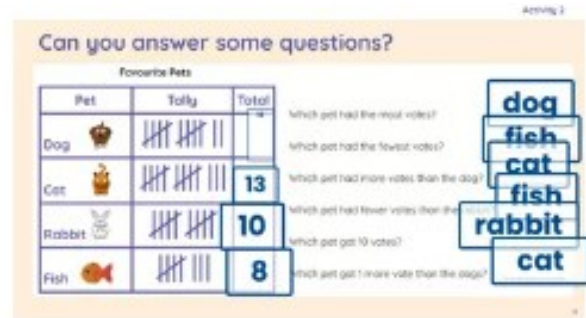 Activity 2
Can you answer some questions?
Favourite Pets
Pet Tally Total
Dog
Cat 13
Rabbit 10
Fish 8
Which pet had the most votes? dog
Which pet had the fewest votes? fish
Which pet had more votes than the dog? cat
Which pet had fewer votes than the fish
Which pet got 10 votes? rabbit
Which pet got 1 more vote than the dogs? cat